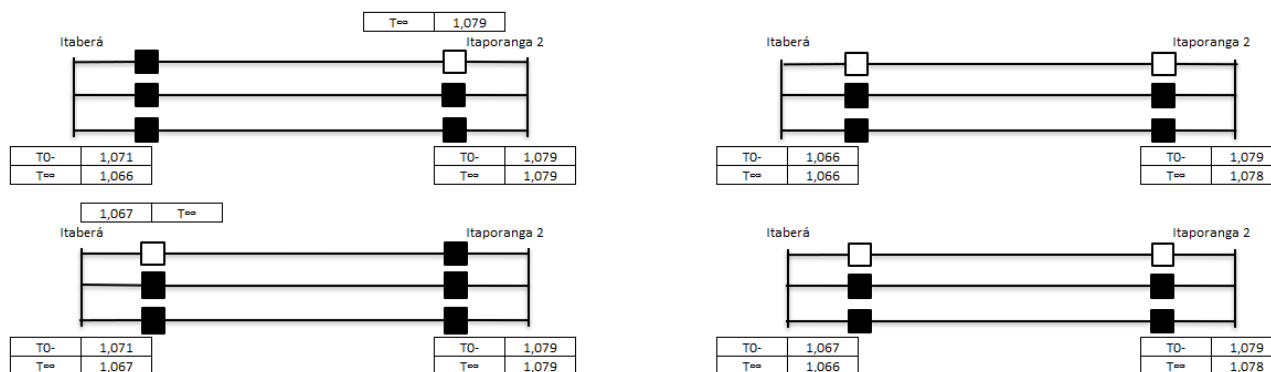 T∞ 1,079
Itaberá Itaporanga 2
T0- 1,071
T∞ 1,066
T0- 1,079
T∞ 1,079
Itaberá Itaporanga 2
T0- 1,066
T∞ 1,066
T0- 1,079
T∞ 1,078
1,067 T∞
Itaberá Itaporanga 2
T0- 1,071
T∞ 1,067
T0- 1,079
T∞ 1,079
Itaberá Itaporanga 2
T0- 1,067
T∞ 1,066
T0- 1,079
T∞ 1,078